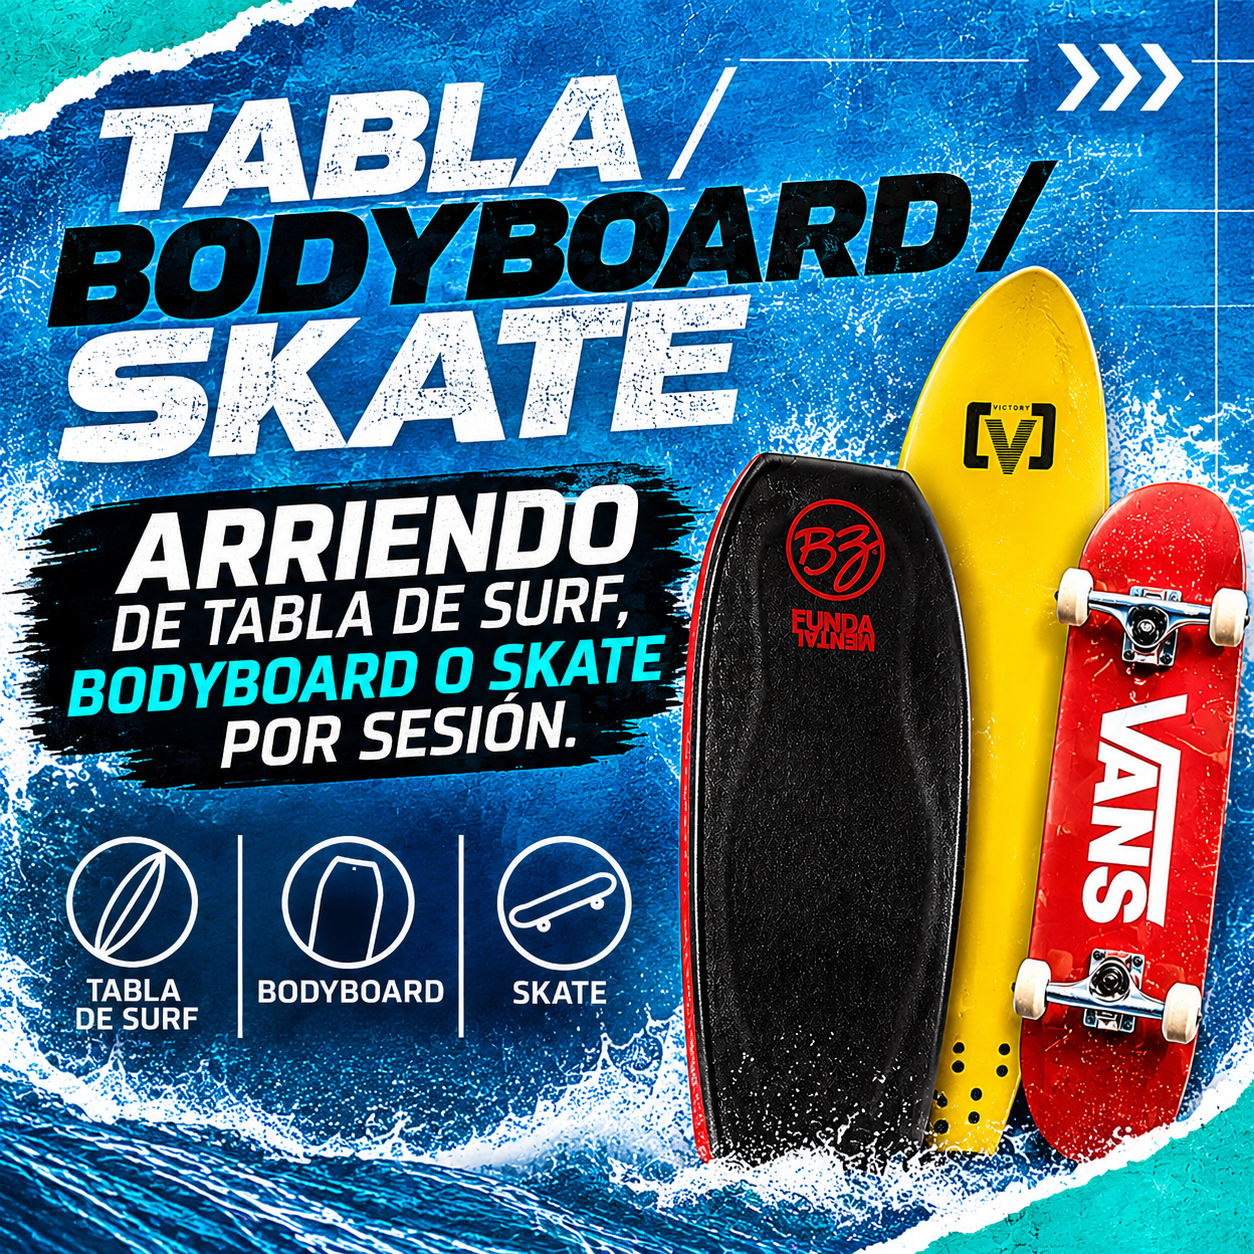 TABLA /
BODYBOARD /
SKATE
ARRIENDO
DE TABLA DE SURF,
BODYBOARD O SKATE
POR SESIÓN.
TABLA
DE SURF
BODYBOARD
SKATE
VICTORY
V
BZ
FUNDA
MENTAL
VANS